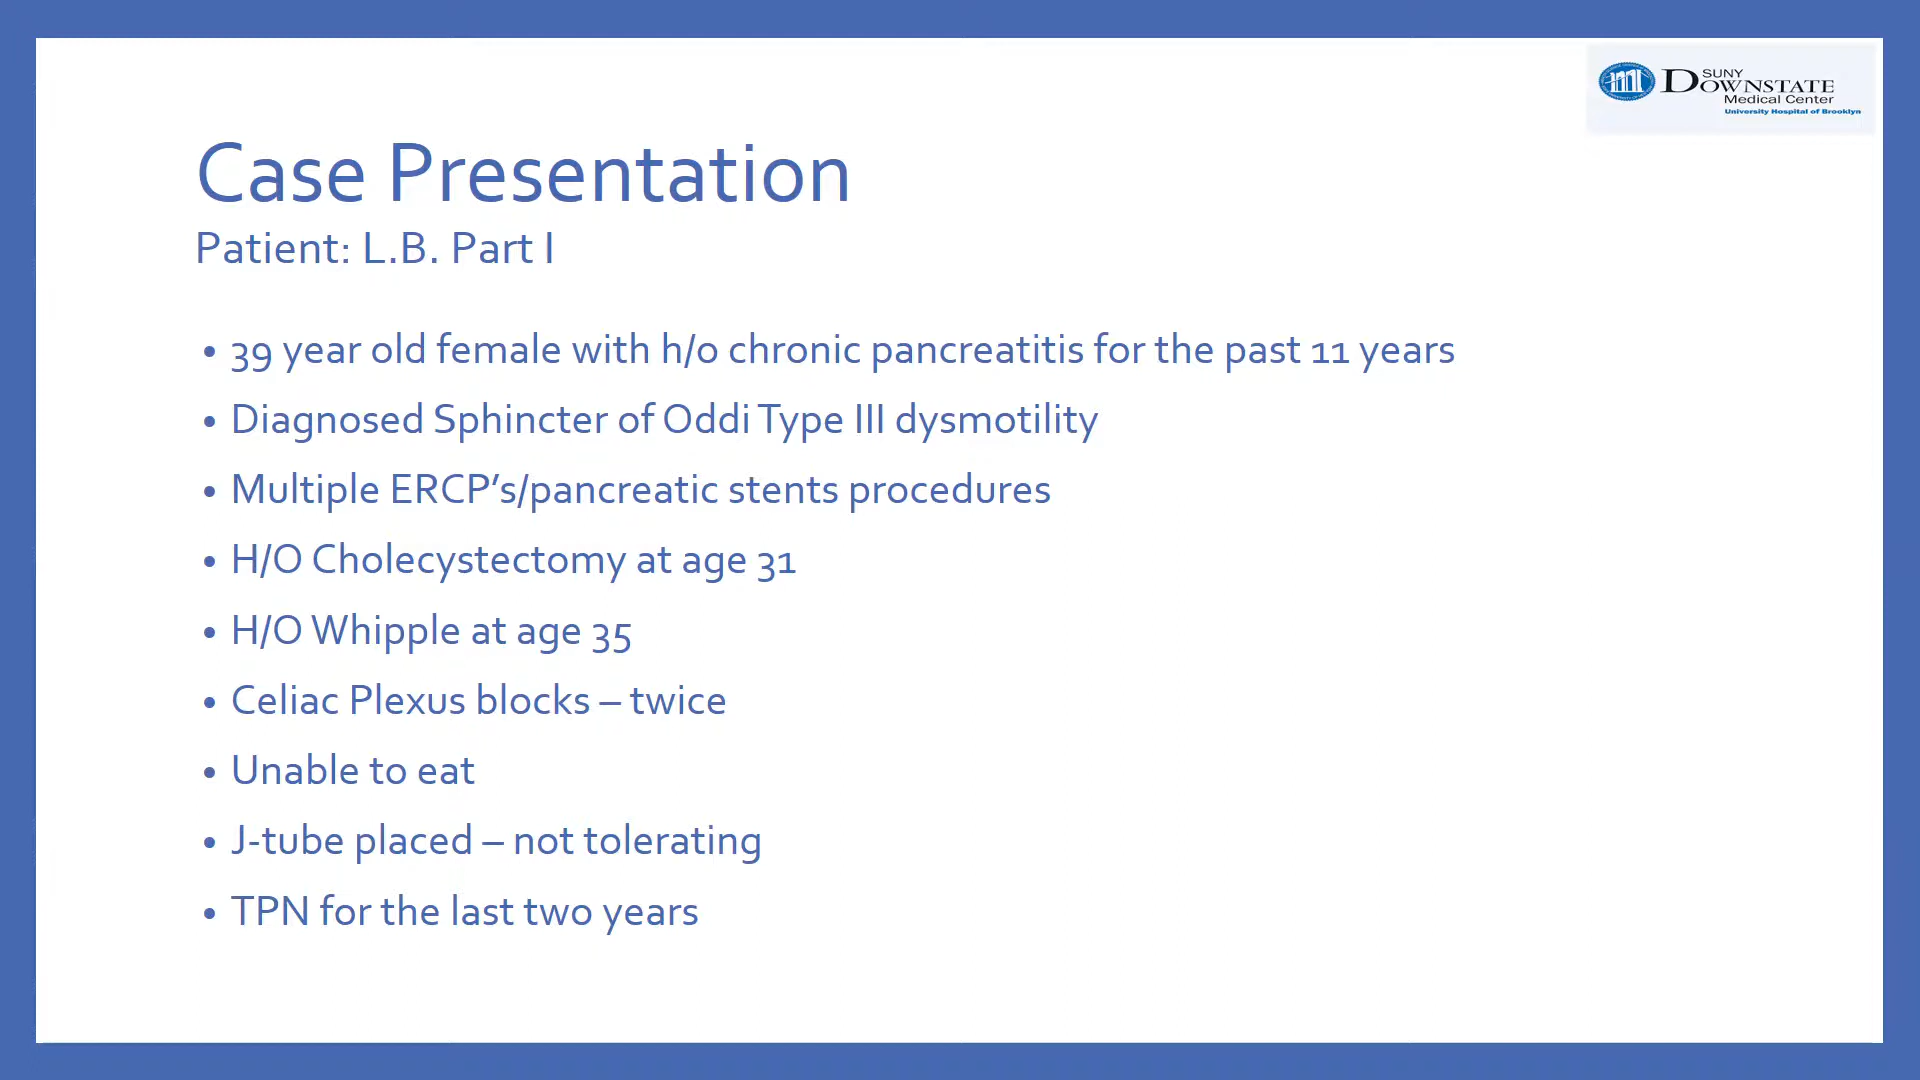 SUNY
DOWNSTATE
Medical Center
University Hospital of Brooklyn
Case Presentation
Patient: L.B. Part I
• 39 year old female with h/o chronic pancreatitis for the past 11 years
• Diagnosed Sphincter of Oddi Type III dysmotility
• Multiple ERCP’s/pancreatic stents procedures
• H/O Cholecystectomy at age 31
• H/O Whipple at age 35
• Celiac Plexus blocks – twice
• Unable to eat
• J-tube placed – not tolerating
• TPN for the last two years